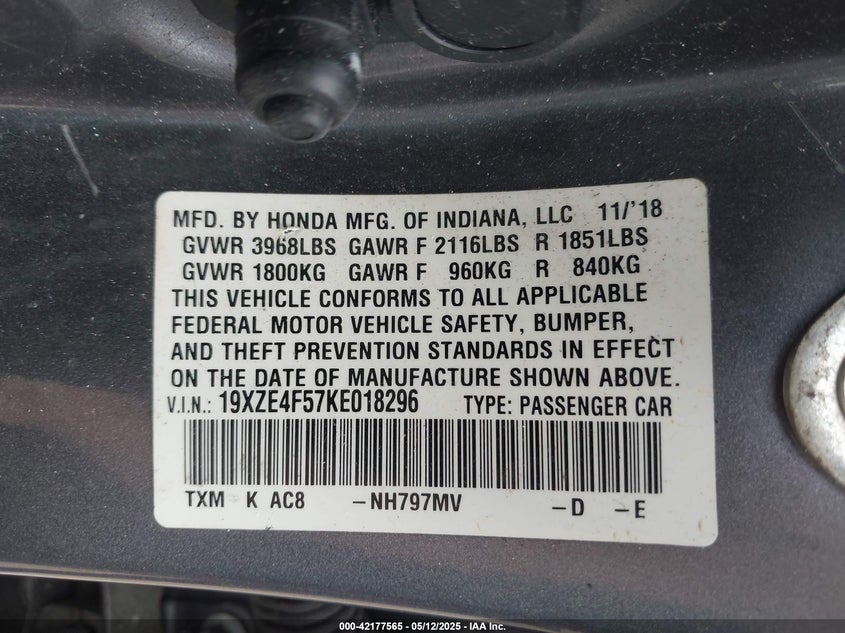 MFD. BY HONDA MFG. OF INDIANA, LLC 11/'18
GVWR 3968LBS GAWR F 2116LBS R 1851LBS
GVWR 1800KG GAWR F 960KG R 840KG
THIS VEHICLE CONFORMS TO ALL APPLICABLE
FEDERAL MOTOR VEHICLE SAFETY, BUMPER,
AND THEFT PREVENTION STANDARDS IN EFFECT
ON THE DATE OF MANUFACTURE SHOWN ABOVE.
V.I.N.: 19XZE4F57KE018296 TYPE: PASSENGER CAR
TXM K AC8 –NH797MV –D –E
000-42177565 - 05/12/2025 - IAA Inc.